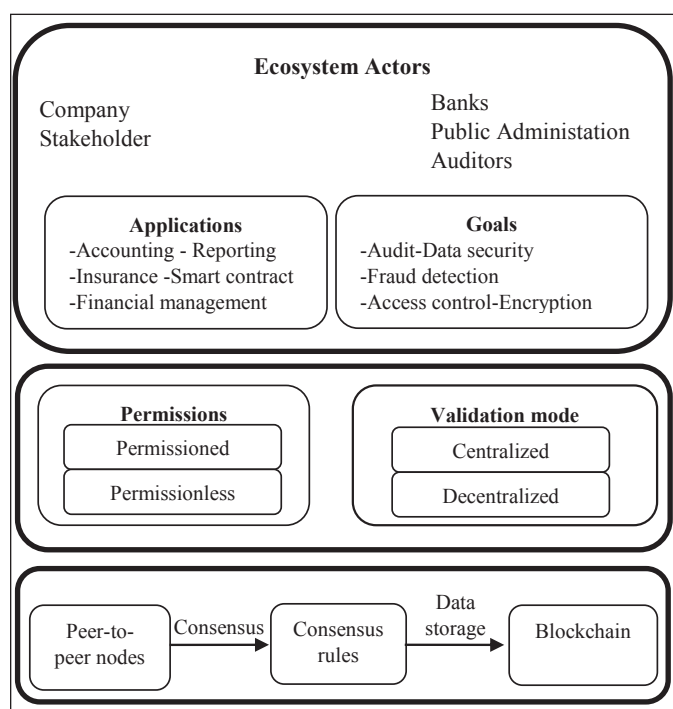 Ecosystem Actors
Company
Stakeholder
Banks
Public Administation
Auditors
Applications
-Accounting - Reporting
-Insurance -Smart contract
-Financial management
Goals
-Audit-Data security
-Fraud detection
-Access control-Encryption
Permissions
Permissioned
Permissionless
Validation mode
Centralized
Decentralized
Peer-to-
peer nodes
Consensus
Consensus
rules
Data
storage
Blockchain